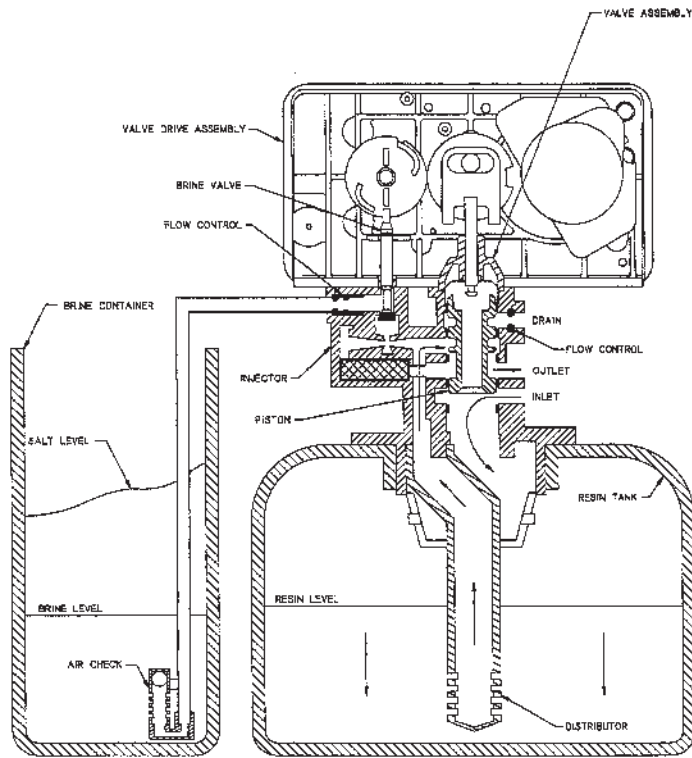 VALVE ASSEMBLY
VALVE DRIVE ASSEMBLY
BRINE VALVE
FLOW CONTROL
BRINE CONTAINER
DRAIN
FLOW CONTROL
INJECTOR
OUTLET
INLET
PISTON
SALT LEVEL
RESIN TANK
BRINE LEVEL
RESIN LEVEL
AIR CHECK
DISTRIBUTOR